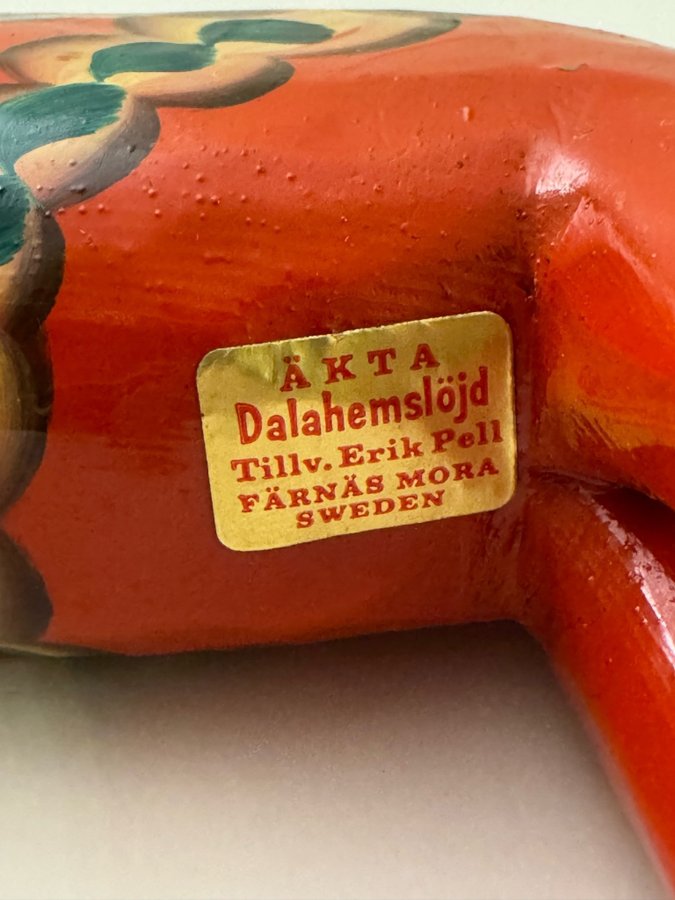 ÄKTA
Dalahemslöjd
Tillv. Erik Pell
FÄRNÄS MORA
SWEDEN